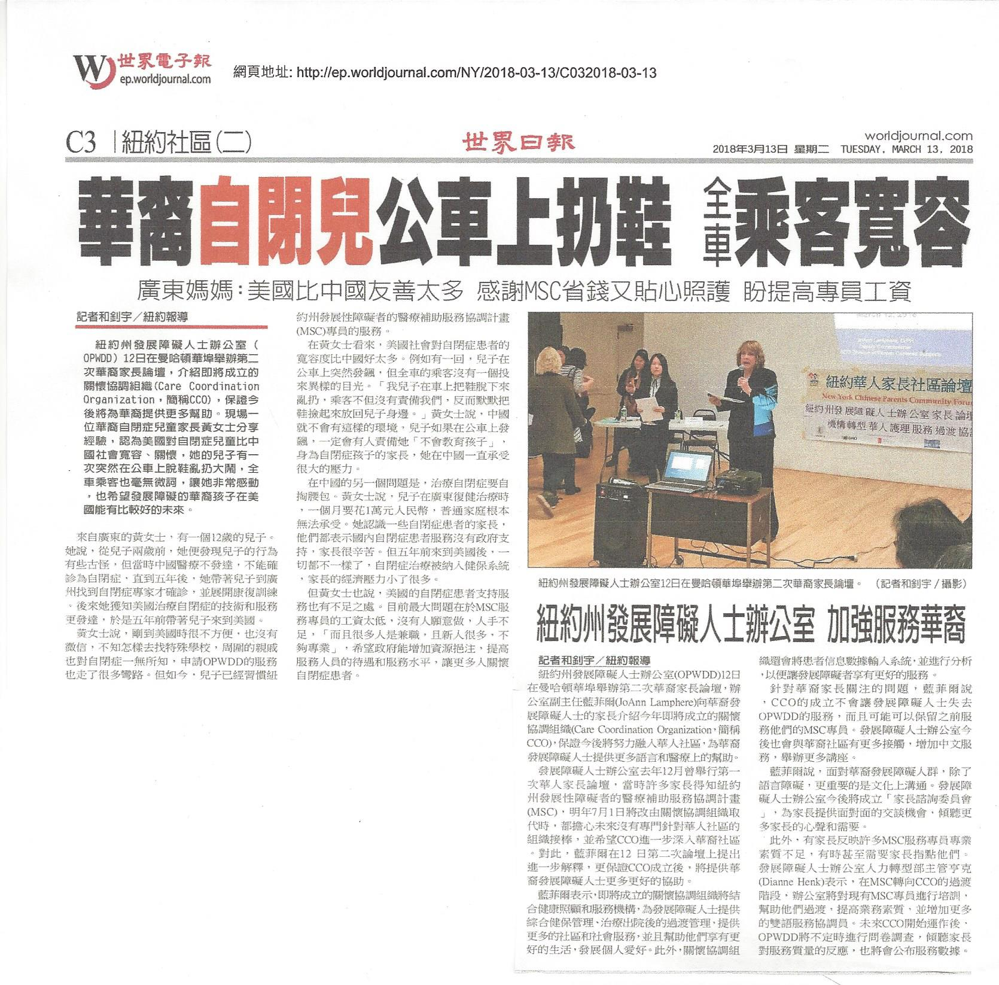 世界電子報
ep.worldjournal.com
網頁地址: http://ep.worldjournal.com/NY/2018-03-13/C032018-03-13
C3 紐約社區(二)
世界日報
worldjournal.com
2018年3月13日 星期二 TUESDAY, MARCH 13, 2018
華裔自閉兒公車上扔鞋 全車乘客寬容
廣東媽媽:美國比中國友善太多 感謝MSC省錢又貼心照護 盼提高專員工資
記者和釗宇／紐約報導
紐約州發展障礙人士辦公室（
OPWDD）12日在曼哈頓華埠舉辦第二
次華裔家長論壇，介紹即將成立的
關懷協調組織(Care Coordination
Organization，簡稱CCO)，保證今
後將為華裔提供更多幫助。現場一
位華裔自閉症兒童家長黃女士分享
經驗，認為美國對自閉症兒童比中
國社會寬容、關懷，她的兒子有一
次突然在公車上脫鞋亂扔大鬧，全
車乘客也毫無微詞，讓她非常感動
，也希望發展障礙的華裔孩子在美
國能有比較好的未來。
來自廣東的黃女士，有一個12歲的兒子。
她說，從兒子兩歲前，她便發現兒子的行為
有些古怪，但當時中國醫療不發達，不能確
診為自閉症，直到五年後，她帶著兒子到廣
州找到自閉症專家才確診，並展開康復訓練
。後來她獲知美國治療自閉症的技術和服務
更發達，於是五年前帶著兒子來到美國。
黃女士說，剛到美國時很不方便，也沒有
微信，不知怎樣去找特殊學校，周圍的親戚
也對自閉症一無所知，申請OPWDD的服務
也走了很多彎路。但如今，兒子已經習慣紐
約州發展性障礙者的醫療補助服務協調計畫
(MSC)專員的服務。
在黃女士看來，美國社會對自閉症患者的
寬容度比中國好太多。例如有一回，兒子在
公車上突然發飆，但全車的乘客沒有一個投
來異樣的目光。「我兒子在車上把鞋脫下來
亂扔，乘客不但沒有責備我們，反而默默把
鞋撿起來放回兒子身邊。」黃女士說，中國
就不會有這樣的環境，兒子如果在公車上發
飆，一定會有人責備她「不會教育孩子」，
身為自閉症孩子的家長，她在中國一直承受
很大的壓力。
在中國的另一個問題是，治療自閉症要自
掏腰包。黃女士說，兒子在廣東復健治療時
，一個月要花1萬元人民幣，普通家庭根本
無法承受。她認識一些自閉症患者的家長，
他們都表示國內自閉症患者服務沒有政府支
持，家長很辛苦。但五年前來到美國後，一
切都不一樣了，自閉症治療被納入健保系統
，家長的經濟壓力小了很多。
但黃女士也說，美國的自閉症患者支持服
務也有不足之處。目前最大問題在於MSC服
務專員的工資太低，沒有人願意做，人手不
足，「而且很多人是兼職，且新人很多，不
夠專業」，希望政府能增加資源挹注，提高
服務人員的待遇和服務水平，讓更多人關懷
自閉症患者。
March 12, 2018
JoAnn Lamphere, DrPH
Deputy Commissioner
紐約華人家長社區論壇
New York Chinese Parents Community Forum
紐約州發展障礙人士辦公室家長論壇
機構轉型華人護理服務過渡協
紐約州發展障礙人士辦公室12日在曼哈頓華埠舉辦第二次華裔家長論壇。（記者和釗宇／攝影）
紐約州發展障礙人士辦公室 加強服務華裔
記者和釗宇／紐約報導
紐約州發展障礙人士辦公室(OPWDD)12日
在曼哈頓華埠舉辦第二次華裔家長論壇，辦
公室副主任藍菲爾(JoAnn Lamphere)向華裔發
展障礙人士的家長介紹今年即將成立的關懷
協調組織(Care Coordination Organization，簡稱
CCO)，保證今後將努力融入華人社區，為華裔
發展障礙人士提供更多語言和醫療上的幫助。
發展障礙人士辦公室去年12月曾舉行第一
次華人家長論壇，當時許多家長得知紐約
州發展性障礙者的醫療補助服務協調計畫
(MSC)，明年7月1日將改由關懷協調組織取
代時，都擔心未來沒有專門針對華人社區的
組織接棒，並希望CCO進一步深入華裔社區
。對此，藍菲爾在12 日第二次論壇上提出
進一步解釋，更保證CCO成立後，將提供華
裔發展障礙人士更多更好的協助。
藍菲爾表示，即將成立的關懷協調組織將結
合健康照顧和服務機構，為發展障礙人士提供
綜合健保管理、治療出院後的過渡管理，提供
更多的社區和社會服務，並且幫助他們享有更
好的生活，發展個人愛好。此外，關懷協調組
織還會將患者信息數據輸入系統，並進行分析
，以便讓發展障礙者享有更好的服務。
針對華裔家長關注的問題，藍菲爾說
，CCO的成立不會讓發展障礙人士失去
OPWDD的服務，而且可能可以保留之前服
務他們的MSC專員。發展障礙人士辦公室今
後也會與華裔社區有更多接觸，增加中文服
務，舉辦更多講座。
藍菲爾說，面對華裔發展障礙人群，除了
語言障礙，更重要的是文化上溝通。發展障
礙人士辦公室今後將成立「家長諮詢委員會
」，為家長提供面對面的交談機會，傾聽更
多家長的心聲和需要。
此外，有家長反映許多MSC服務專員專業
素質不足，有時甚至需要家長指點他們。
發展障礙人士辦公室人力轉型部主管亨克
(Dianne Henk)表示，在MSC轉向CCO的過渡
階段，辦公室將對現有MSC專員進行培訓，
幫助他們過渡，提高業務素質，並增加更多
的雙語服務協調員。未來CCO開始運作後，
OPWDD將不定時進行問卷調查，傾聽家長
對服務質量的反應，也將會公布服務數據。